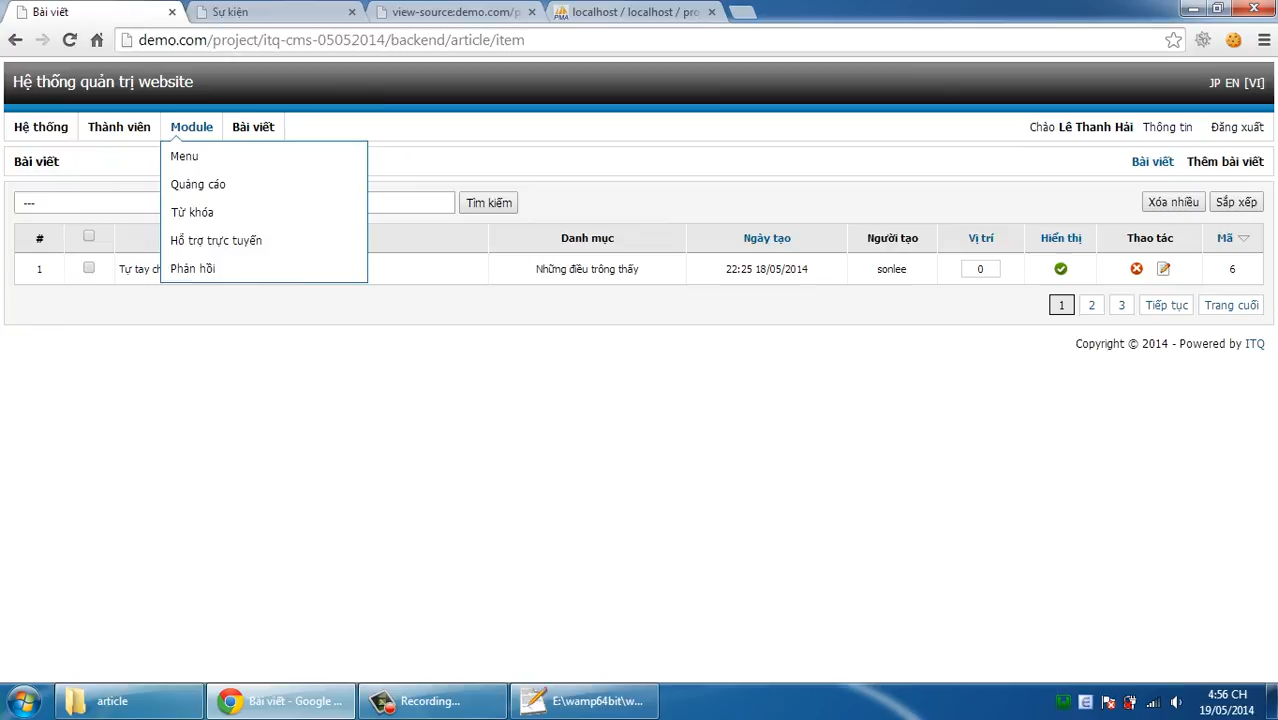 Bài viết
Sự kiện
view-source:demo.com/p
localhost / localhost / pro
demo.com/project/itq-cms-05052014/backend/article/item
Hệ thống quản trị website
JP EN [VI]
Hệ thống Thành viên Module Bài viết
Chào Lê Thanh Hải Thông tin Đăng xuất
Menu
Quảng cáo
Từ khóa
Hỗ trợ trực tuyến
Phản hồi
Bài viết
Bài viết Thêm bài viết
---
Tìm kiếm
Xóa nhiều Sắp xếp
# Danh mục Ngày tạo Người tạo Vị trí Hiển thị Thao tác Mã
1 Tự tay ch Những điều trông thấy 22:25 18/05/2014 sonlee 0 6
1 2 3 Tiếp tục Trang cuối
Copyright © 2014 - Powered by ITQ
article
Bài viết - Google ...
Recording...
E:\wamp64bit\w...
4:56 CH
19/05/2014